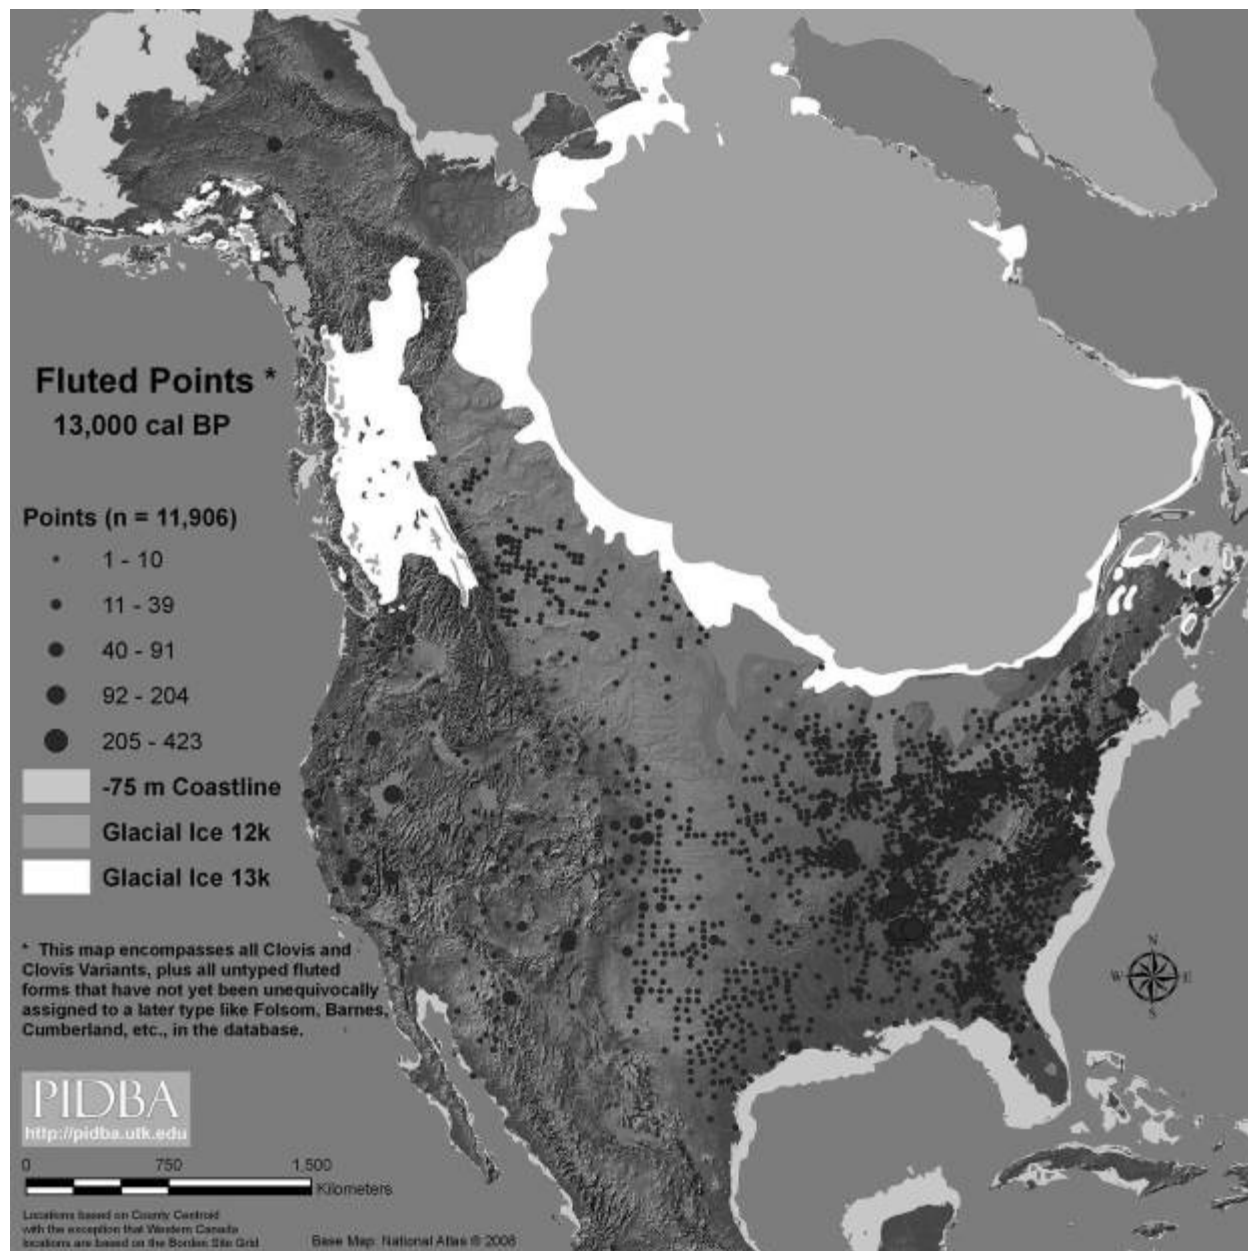 Fluted Points *
13,000 cal BP
Points (n = 11,906)
1 - 10
11 - 39
40 - 91
92 - 204
205 - 423
-75 m Coastline
Glacial Ice 12k
Glacial Ice 13k
* This map encompasses all Clovis and
Clovis Variants, plus all untyped fluted
forms that have not yet been unequivocally
assigned to a later type like Folsom, Barnes,
Cumberland, etc., in the database.
N
W E
S
PIDBA
http://pidba.utk.edu
0 750 1,500
Kilometers
Locations based on County Centroid
with the exception that Western Canada
locations are based on the Borden Site Grid
Base Map: National Atlas © 2008